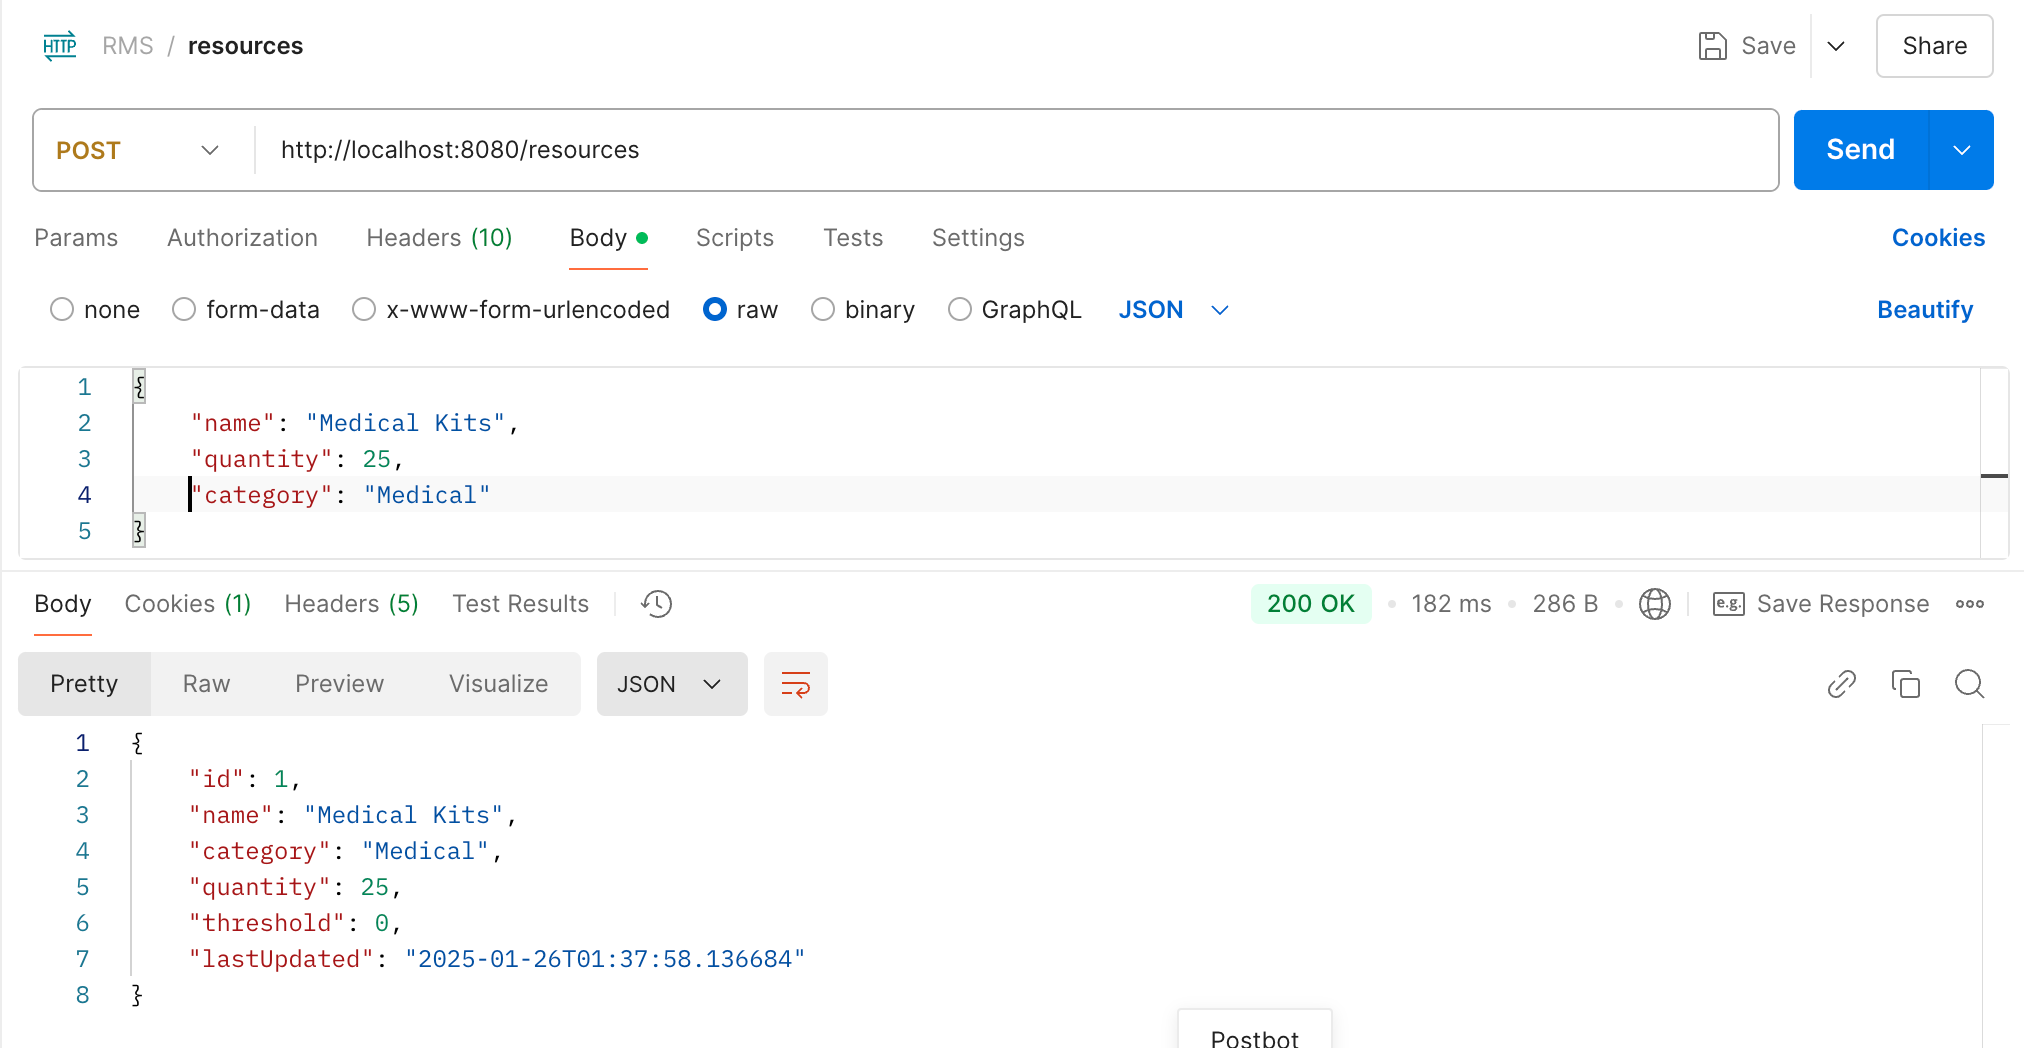 HTTP RMS / resources Save Share
POST http://localhost:8080/resources Send
Params Authorization Headers (10) Body Scripts Tests Settings Cookies
none form-data x-www-form-urlencoded raw binary GraphQL JSON Beautify
1 {
2 "name": "Medical Kits",
3 "quantity": 25,
4 "category": "Medical"
5 }
Body Cookies (1) Headers (5) Test Results 200 OK • 182 ms • 286 B • e.g. Save Response
Pretty Raw Preview Visualize JSON
1 {
2 "id": 1,
3 "name": "Medical Kits",
4 "category": "Medical",
5 "quantity": 25,
6 "threshold": 0,
7 "lastUpdated": "2025-01-26T01:37:58.136684"
8 }
Postbot